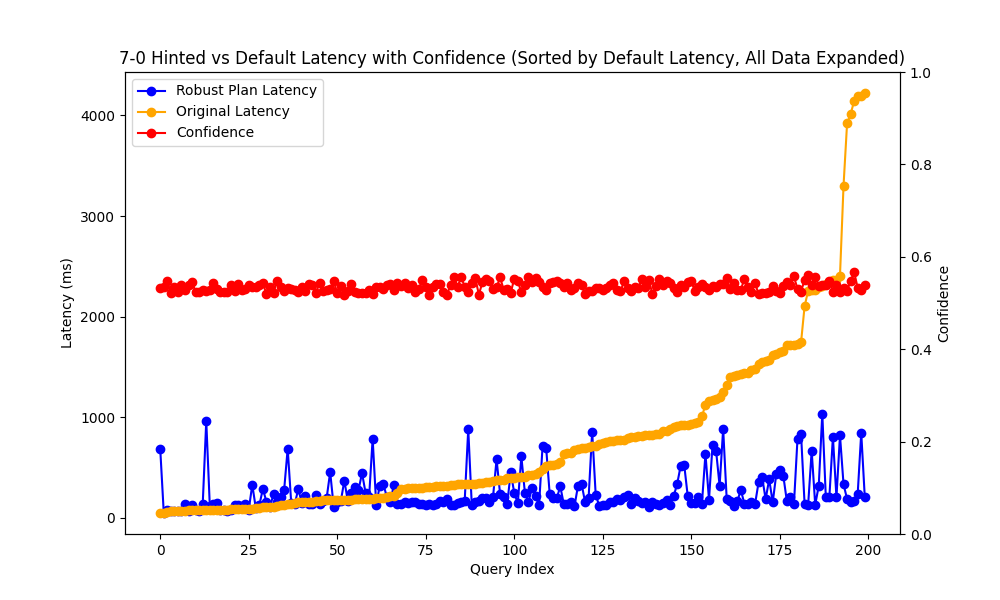 7-0 Hinted vs Default Latency with Confidence (Sorted by Default Latency, All Data Expanded)
Robust Plan Latency
Original Latency
Confidence
4000
3000
2000
1000
0
Latency (ms)
1.0
0.8
0.6
0.4
0.2
0.0
Confidence
0 25 50 75 100 125 150 175 200
Query Index